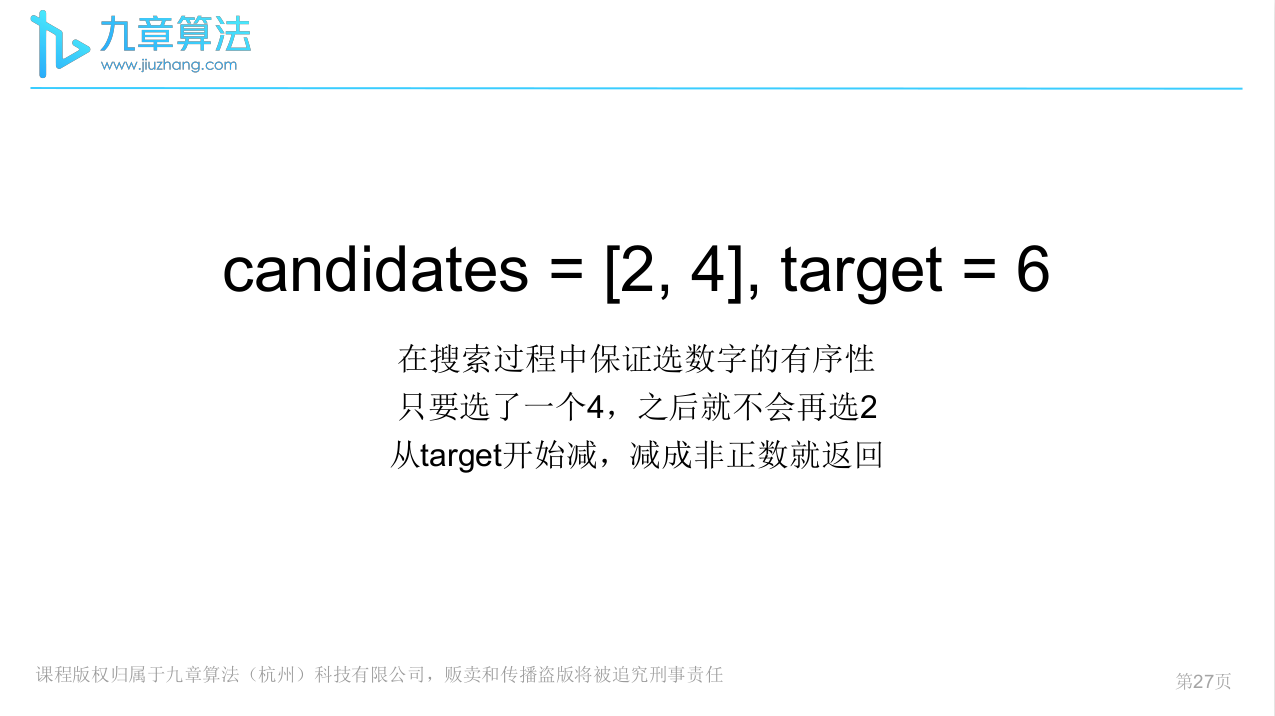 九章算法
www.jiuzhang.com
candidates = [2, 4], target = 6
在搜索过程中保证选数字的有序性
只要选了一个4，之后就不会再选2
从target开始减，减成非正数就返回
课程版权归属于九章算法（杭州）科技有限公司，贩卖和传播盗版将被追究刑事责任
第27页